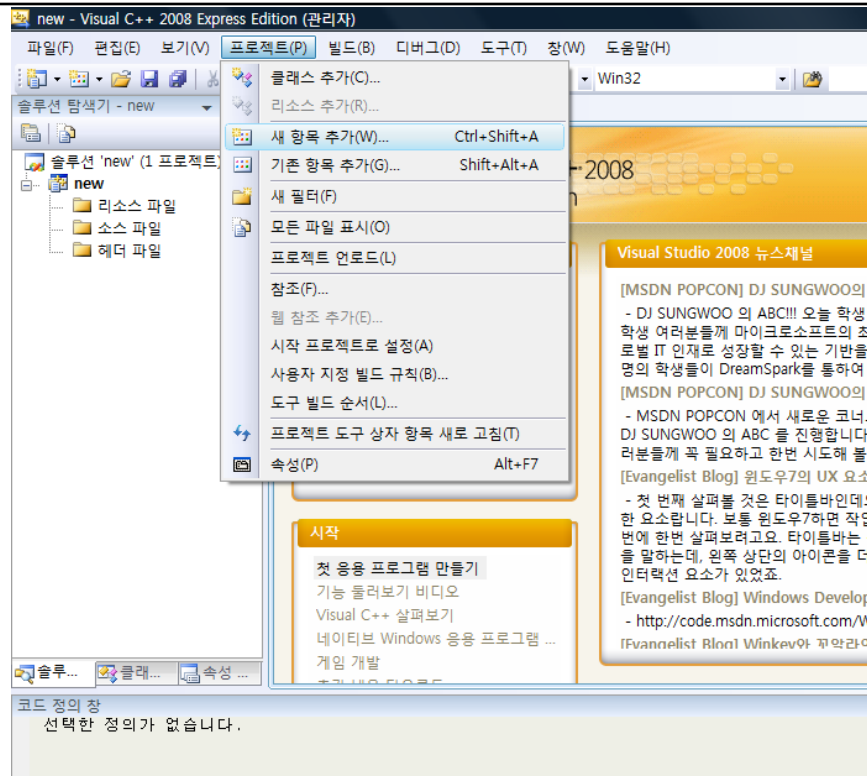 new - Visual C++ 2008 Express Edition (관리자)
파일(F) 편집(E) 보기(V) 프로젝트(P) 빌드(B) 디버그(D) 도구(T) 창(W) 도움말(H)
Win32
솔루션 탐색기 - new
솔루션 'new' (1 프로젝트)
new
리소스 파일
소스 파일
헤더 파일
클래스 추가(C)...
리소스 추가(R)...
새 항목 추가(W)... Ctrl+Shift+A
기존 항목 추가(G)... Shift+Alt+A
새 필터(F)
모든 파일 표시(O)
프로젝트 언로드(L)
참조(F)...
웹 참조 추가(E)...
시작 프로젝트로 설정(A)
사용자 지정 빌드 규칙(B)...
도구 빌드 순서(L)...
프로젝트 도구 상자 항목 새로 고침(T)
속성(P) Alt+F7
2008
Visual Studio 2008 뉴스채널
[MSDN POPCON] DJ SUNGWOO의
- DJ SUNGWOO 의 ABC!!! 오늘 학생
학생 여러분들께 마이크로소프트의 초
로벌 IT 인재로 성장할 수 있는 기반을
명의 학생들이 DreamSpark를 통하여
[MSDN POPCON] DJ SUNGWOO의
- MSDN POPCON 에서 새로운 코너.
DJ SUNGWOO 의 ABC 를 진행합니다
러분들께 꼭 필요하고 한번 시도해 볼
[Evangelist Blog] 윈도우7의 UX 요소
- 첫 번째 살펴볼 것은 타이틀바인데요
한 요소랍니다. 보통 윈도우7하면 작업
번에 한번 살펴보려고요. 타이틀바는
을 말하는데, 왼쪽 상단의 아이콘을 더
인터랙션 요소가 있었죠.
[Evangelist Blog] Windows Develop
- http://code.msdn.microsoft.com/W
[Evangelist Blog] Winkey와 꼬악라이
시작
첫 응용 프로그램 만들기
기능 둘러보기 비디오
Visual C++ 살펴보기
네이티브 Windows 응용 프로그램 ...
게임 개발
솔루... 클래... 속성 ...
코드 정의 창
선택한 정의가 없습니다.